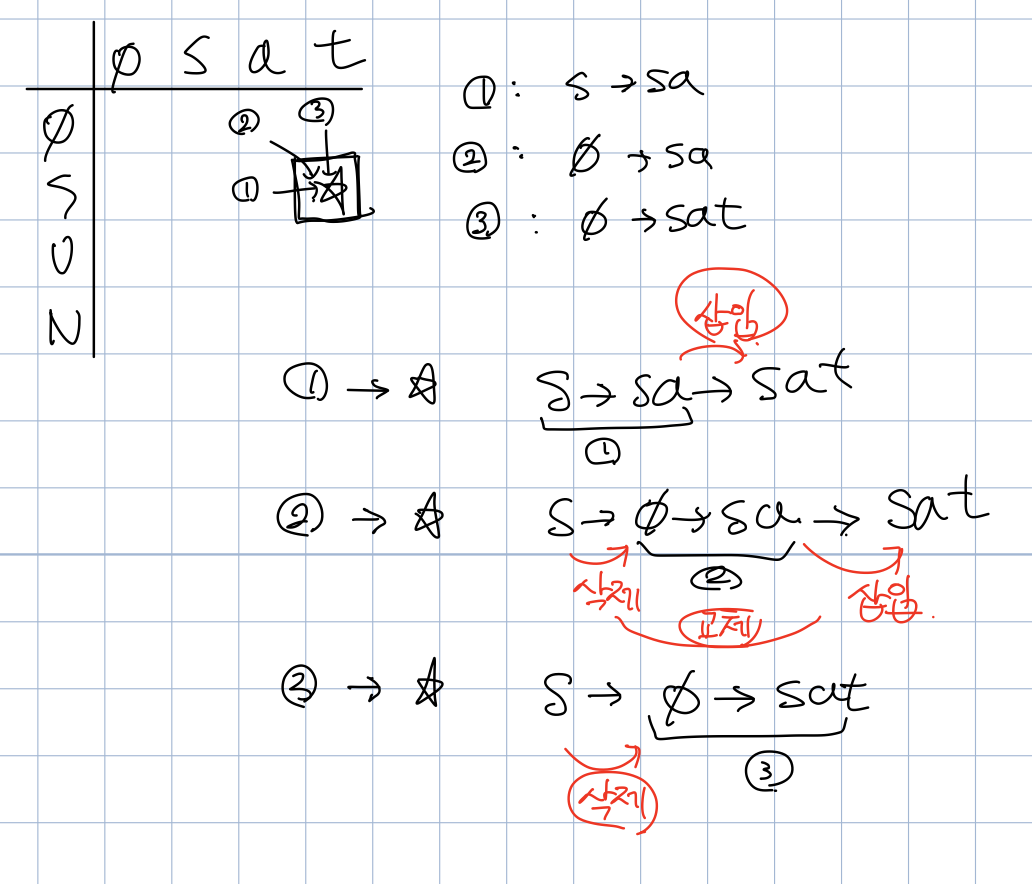 ø s a t
ø
S
U
N
② ③
① ☆
①: s → sa
②: ø → sa
③: ø → sat
삽입.
① → ☆ S → sa → sat
①
② → ☆ S → ø → sa → sat
②
삭제 삽입.
교체
③ → ☆ S → ø → sat
③
삭제